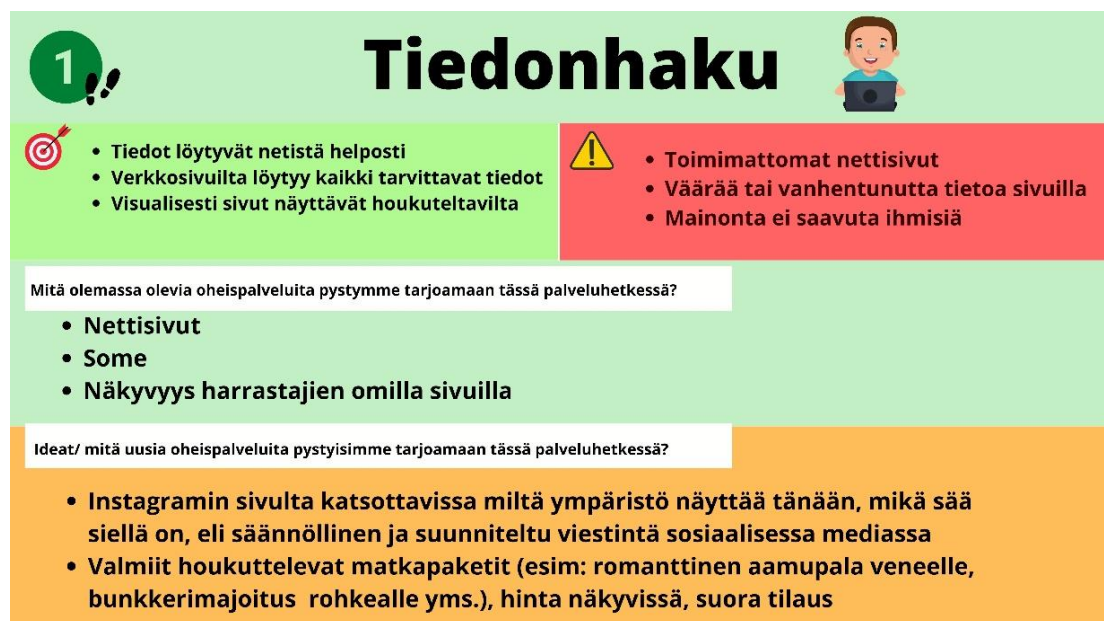 1
Tiedonhaku
• Tiedot löytyvät netistä helposti
• Verkkosivuilta löytyy kaikki tarvittavat tiedot
• Visualisesti sivut näyttävät houkuteltavilta
• Toimimattomat nettisivut
• Väärää tai vanhentunutta tietoa sivuilla
• Mainonta ei saavuta ihmisiä
Mitä olemassa olevia oheispalveluita pystymme tarjoamaan tässä palveluhetkessä?
• Nettisivut
• Some
• Näkyvyys harrastajien omilla sivuilla
Ideat/ mitä uusia oheispalveluita pystyisimme tarjoamaan tässä palveluhetkessä?
• Instagramin sivulta katsottavissa miltä ympäristö näyttää tänään, mikä sää
siellä on, eli säännöllinen ja suunniteltu viestintä sosiaalisessa mediassa
• Valmiit houkuttelevat matkapaketit (esim: romanttinen aamupala veneelle,
bunkkerimajoitus rohkealle yms.), hinta näkyvissä, suora tilaus